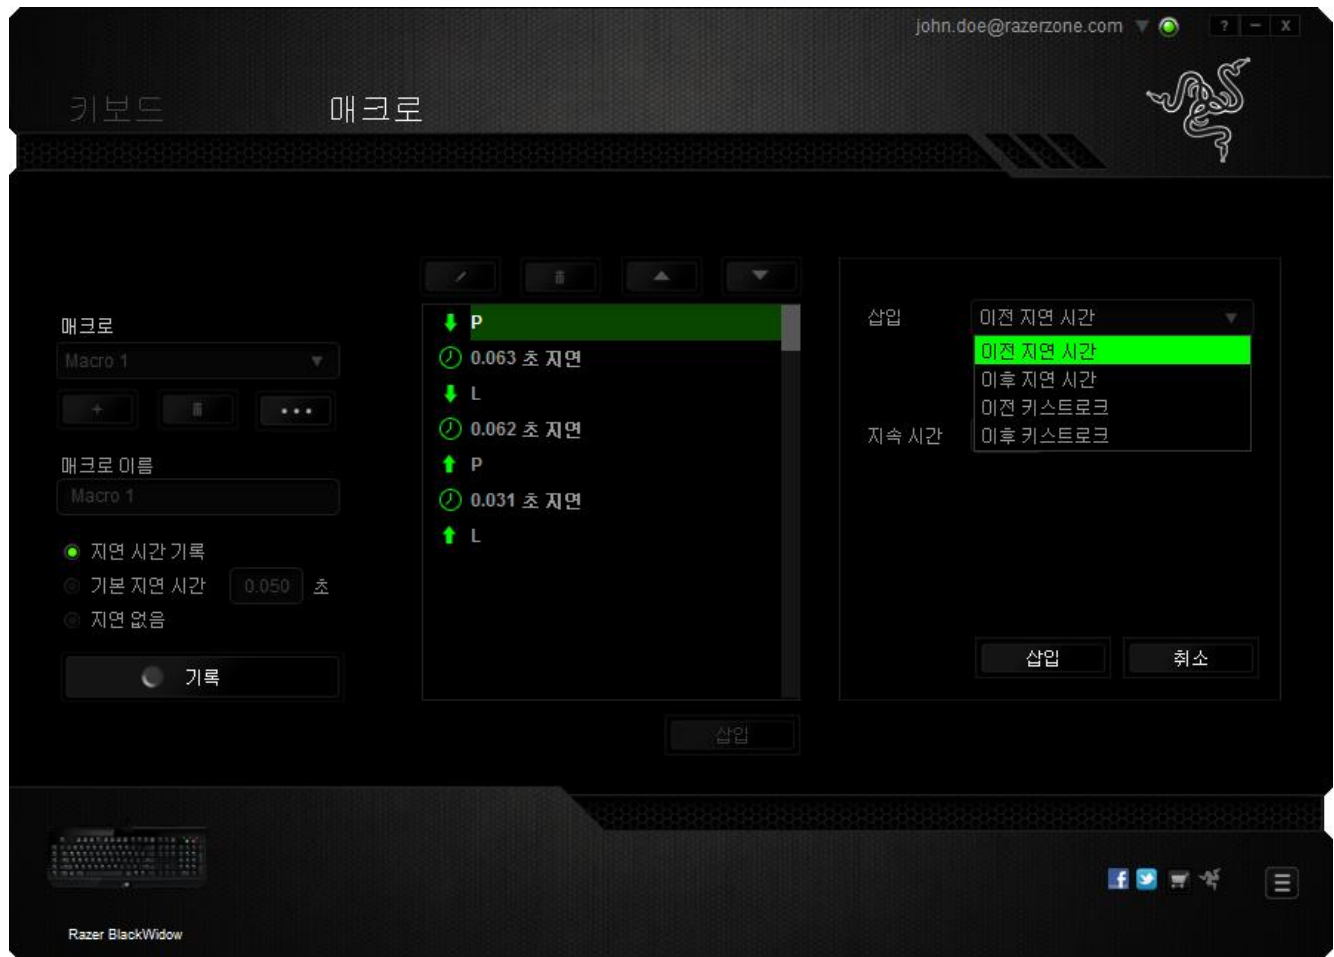 john.doe@razerzone.com
? – X
키보드
매크로
매크로
Macro 1
+
...
매크로 이름
Macro 1
지연 시간 기록
기본 지연 시간 0.050 초
지연 없음
기록
P
0.063 초 지연
L
0.062 초 지연
P
0.031 초 지연
L
삽입
삽입 이전 지연 시간
이전 지연 시간
이후 지연 시간
이전 키스트로크
이후 키스트로크
지속 시간
삽입
취소
Razer BlackWidow